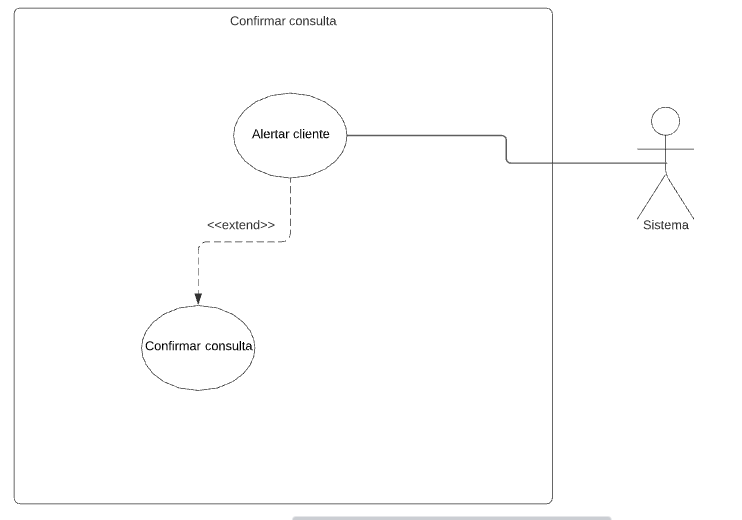 Confirmar consulta
Alertar cliente
<<extend>>
Sistema
Confirmar consulta